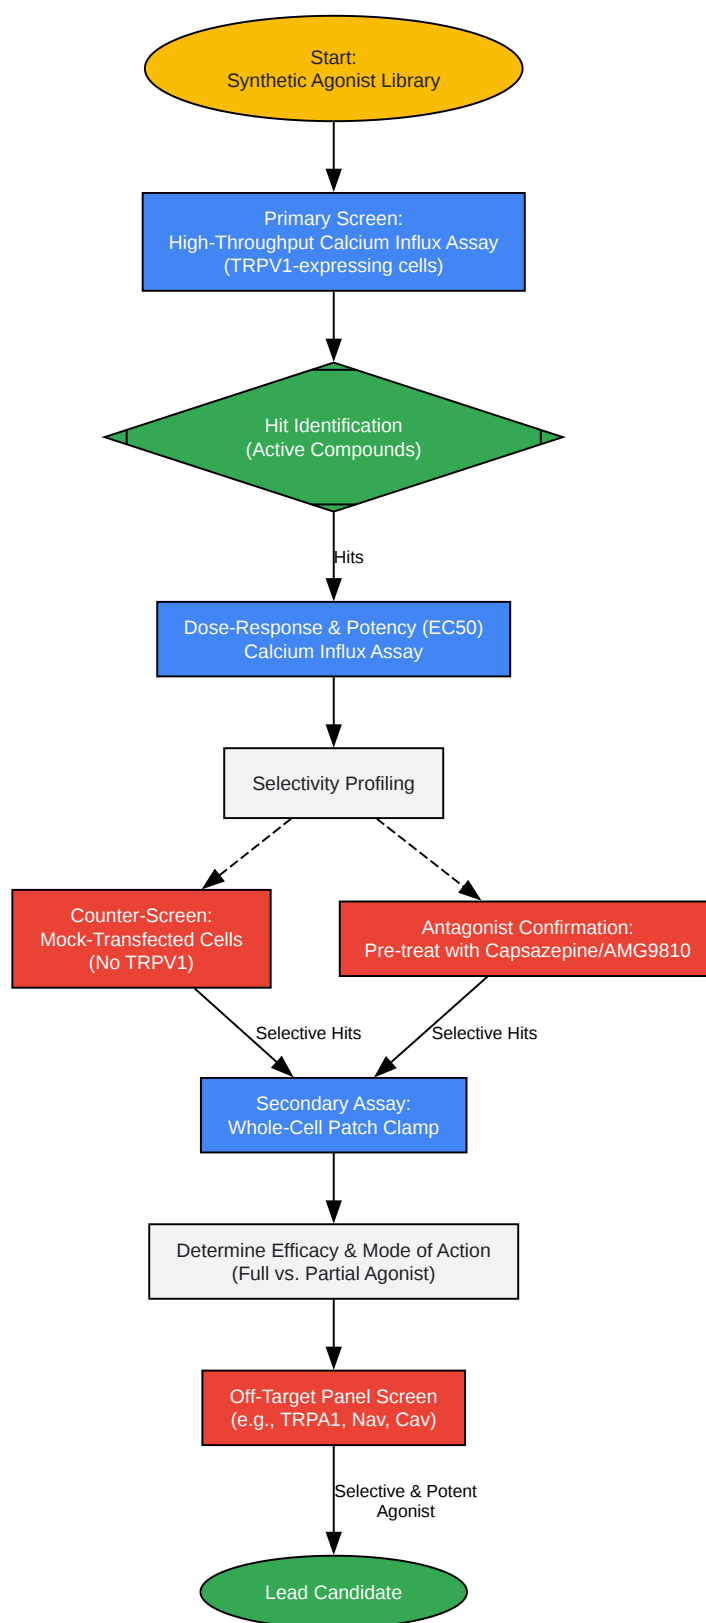 Start:
Synthetic Agonist Library
Primary Screen:
High-Throughput Calcium Influx Assay
(TRPV1-expressing cells)
Hit Identification
(Active Compounds)
Hits
Dose-Response & Potency (EC50)
Calcium Influx Assay
Selectivity Profiling
Counter-Screen:
Mock-Transfected Cells
(No TRPV1)
Antagonist Confirmation:
Pre-treat with Capsazepine/AMG9810
Selective Hits
Selective Hits
Secondary Assay:
Whole-Cell Patch Clamp
Determine Efficacy & Mode of Action
(Full vs. Partial Agonist)
Off-Target Panel Screen
(e.g., TRPA1, Nav, Cav)
Selective & Potent
Agonist
Lead Candidate